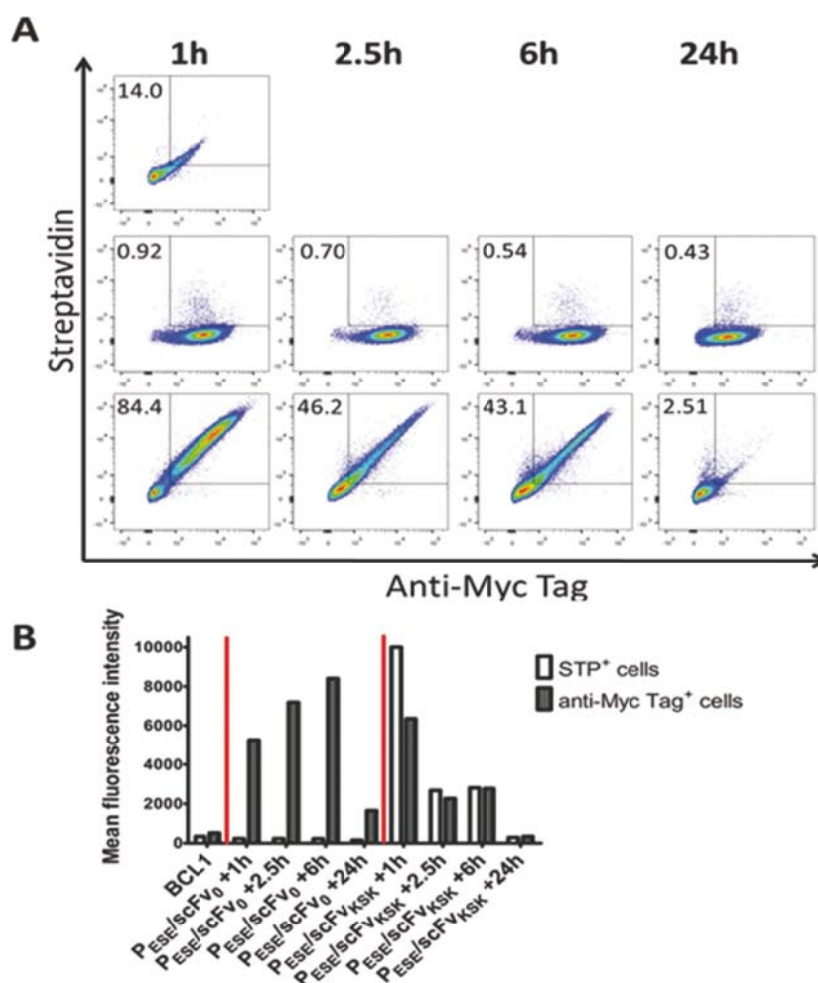 A
1h 2.5h 6h 24h
14.0
0.92 0.70 0.54 0.43
84.4 46.2 43.1 2.51
Streptavidin
Anti-Myc Tag
B
Mean fluorescence intensity
10000
8000
6000
4000
2000
0
STP+ cells
anti-Myc Tag+ cells
BCL1
PESE/scFv0 +1h
PESE/scFv0 +2.5h
PESE/scFv0 +6h
PESE/scFv0 +24h
PESE/scFvKSK +1h
PESE/scFvKSK +2.5h
PESE/scFvKSK +6h
PESE/scFvKSK +24h